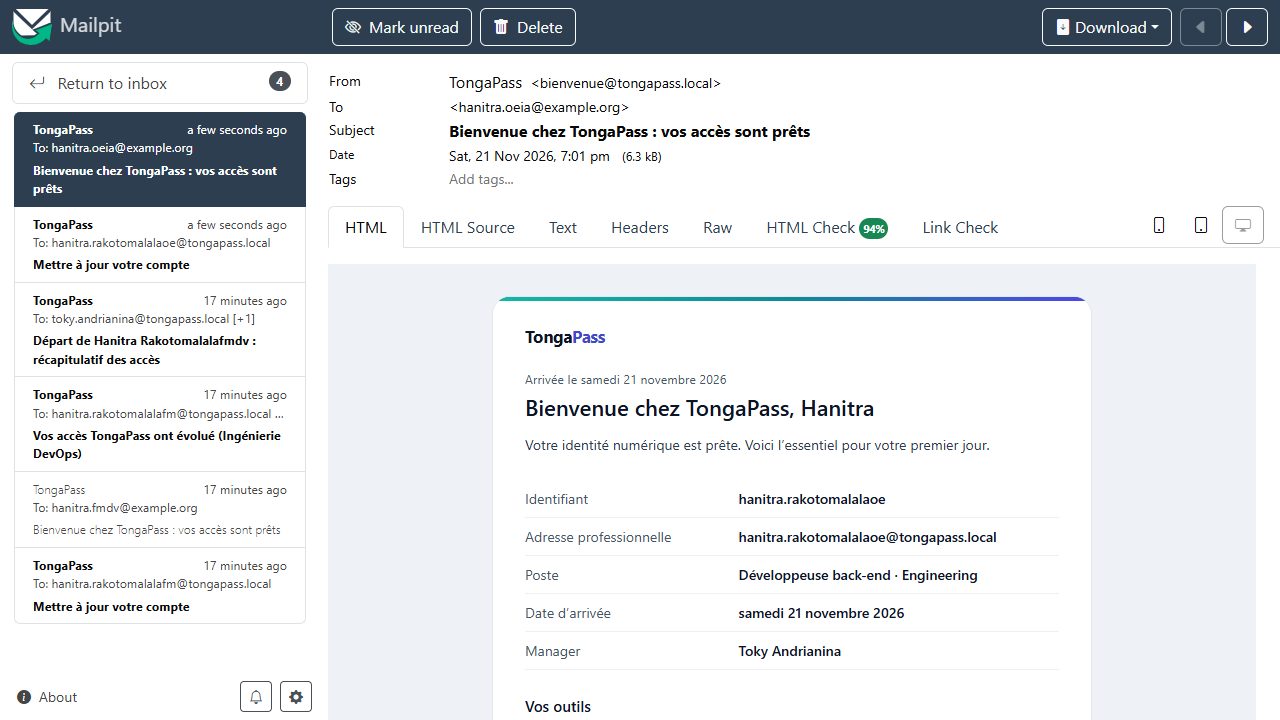 Mailpit
Mark unread
Delete
Download
Return to inbox
4
TongaPass
a few seconds ago
To: hanitra.oeia@example.org
Bienvenue chez TongaPass : vos accès sont
prêts
TongaPass
a few seconds ago
To: hanitra.rakotomalalaoe@tongapass.local
Mettre à jour votre compte
TongaPass
17 minutes ago
To: toky.andrianina@tongapass.local [+1]
Départ de Hanitra Rakotomalalafmdv :
récapitulatif des accès
TongaPass
17 minutes ago
To: hanitra.rakotomalalafm@tongapass.local ...
Vos accès TongaPass ont évolué (Ingénierie
DevOps)
TongaPass
17 minutes ago
To: hanitra.fmdv@example.org
Bienvenue chez TongaPass : vos accès sont prêts
TongaPass
17 minutes ago
To: hanitra.rakotomalalafm@tongapass.local
Mettre à jour votre compte
About
From
TongaPass <bienvenue@tongapass.local>
To
<hanitra.oeia@example.org>
Subject
Bienvenue chez TongaPass : vos accès sont prêts
Date
Sat, 21 Nov 2026, 7:01 pm (6.3 kB)
Tags
Add tags...
HTML
HTML Source
Text
Headers
Raw
HTML Check 94%
Link Check
TongaPass
Arrivée le samedi 21 novembre 2026
Bienvenue chez TongaPass, Hanitra
Votre identité numérique est prête. Voici l’essentiel pour votre premier jour.
Identifiant
hanitra.rakotomalalaoe
Adresse professionnelle
hanitra.rakotomalalaoe@tongapass.local
Poste
Développeuse back-end · Engineering
Date d’arrivée
samedi 21 novembre 2026
Manager
Toky Andrianina
Vos outils